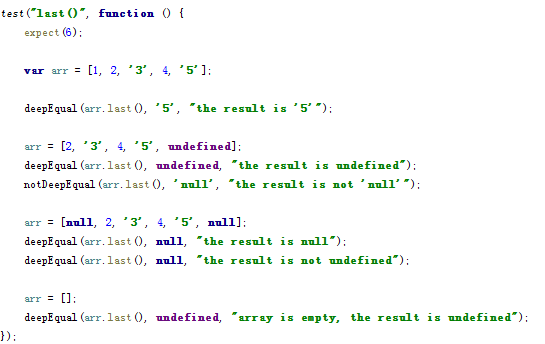 test("last()", function () {
    expect(6);
    var arr = [1, 2, '3', 4, '5'];
    deepEqual(arr.last(), '5', "the result is '5'");
    arr = [2, '3', 4, '5', undefined];
    deepEqual(arr.last(), undefined, "the result is undefined");
    notDeepEqual(arr.last(), 'null', "the result is not 'null'");
    arr = [null, 2, '3', 4, '5', null];
    deepEqual(arr.last(), null, "the result is null");
    deepEqual(arr.last(), null, "the result is not undefined");
    arr = [];
    deepEqual(arr.last(), undefined, "array is empty, the result is undefined");
});